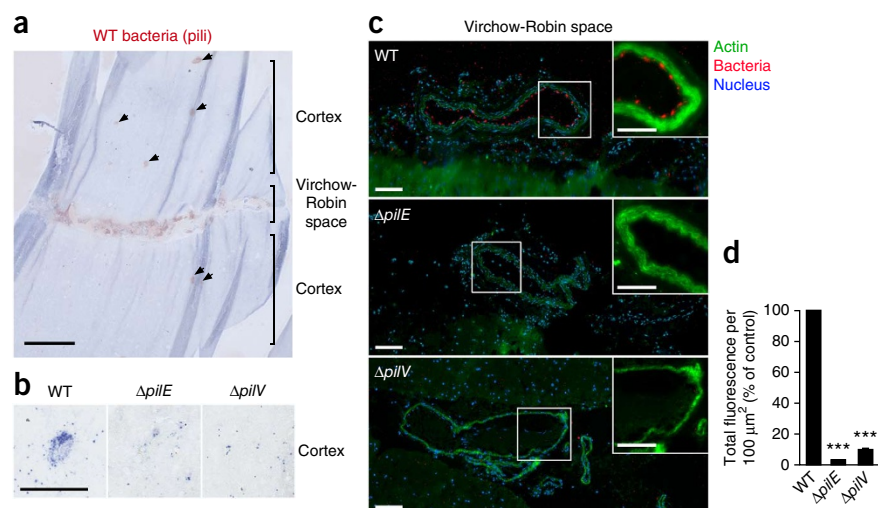 a
WT bacteria (pili)
Cortex
Virchow-
Robin
space
Cortex
b
WT
ΔpilE
ΔpilV
Cortex
c
Virchow-Robin space
WT
ΔpilE
ΔpilV
Actin
Bacteria
Nucleus
d
Total fluorescence per
100 µm² (% of control)
100
80
60
40
20
0
***
***
WT
ΔpilE
ΔpilV